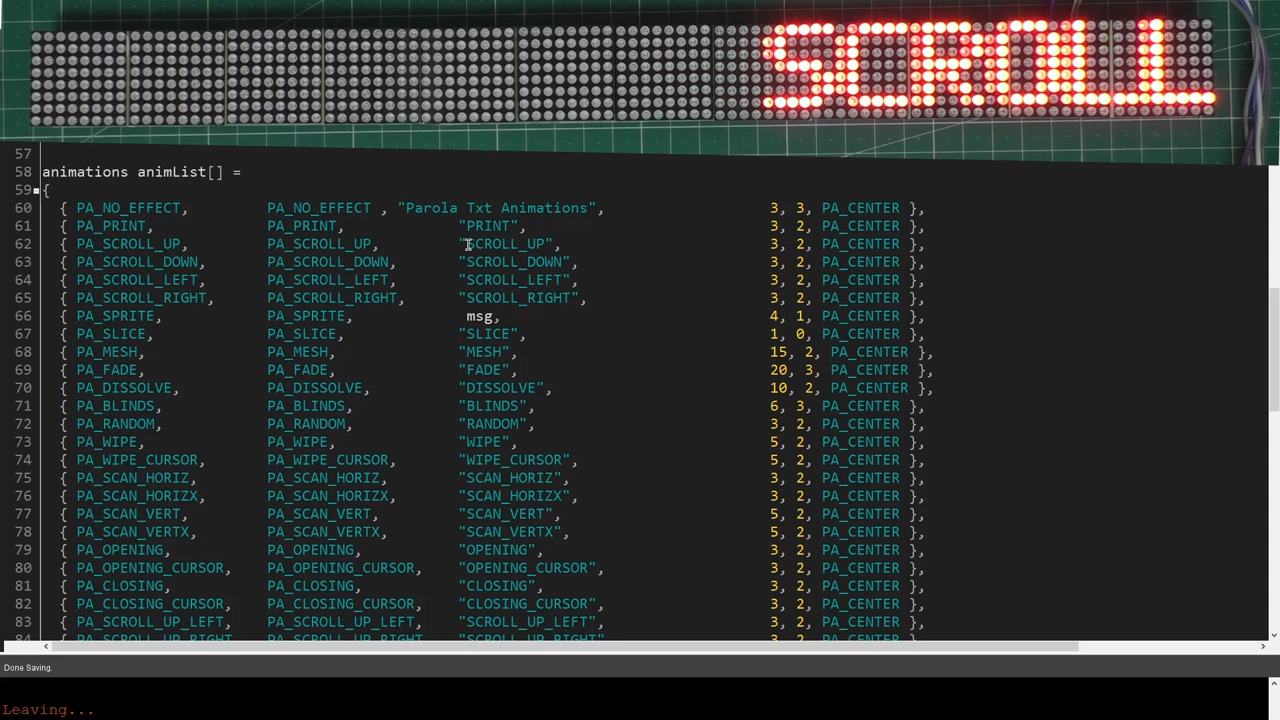 SCROLL
57
58 animations animList[] =
59 {
60 { PA_NO_EFFECT, PA_NO_EFFECT , "Parola Txt Animations", 3, 3, PA_CENTER },
61 { PA_PRINT, PA_PRINT, "PRINT", 3, 2, PA_CENTER },
62 { PA_SCROLL_UP, PA_SCROLL_UP, "SCROLL_UP", 3, 2, PA_CENTER },
63 { PA_SCROLL_DOWN, PA_SCROLL_DOWN, "SCROLL_DOWN", 3, 2, PA_CENTER },
64 { PA_SCROLL_LEFT, PA_SCROLL_LEFT, "SCROLL_LEFT", 3, 2, PA_CENTER },
65 { PA_SCROLL_RIGHT, PA_SCROLL_RIGHT, "SCROLL_RIGHT", 3, 2, PA_CENTER },
66 { PA_SPRITE, PA_SPRITE, msg, 4, 1, PA_CENTER },
67 { PA_SLICE, PA_SLICE, "SLICE", 1, 0, PA_CENTER },
68 { PA_MESH, PA_MESH, "MESH", 15, 2, PA_CENTER },
69 { PA_FADE, PA_FADE, "FADE", 20, 3, PA_CENTER },
70 { PA_DISSOLVE, PA_DISSOLVE, "DISSOLVE", 10, 2, PA_CENTER },
71 { PA_BLINDS, PA_BLINDS, "BLINDS", 6, 3, PA_CENTER },
72 { PA_RANDOM, PA_RANDOM, "RANDOM", 3, 2, PA_CENTER },
73 { PA_WIPE, PA_WIPE, "WIPE", 5, 2, PA_CENTER },
74 { PA_WIPE_CURSOR, PA_WIPE_CURSOR, "WIPE_CURSOR", 5, 2, PA_CENTER },
75 { PA_SCAN_HORIZ, PA_SCAN_HORIZ, "SCAN_HORIZ", 3, 2, PA_CENTER },
76 { PA_SCAN_HORIZX, PA_SCAN_HORIZX, "SCAN_HORIZX", 3, 2, PA_CENTER },
77 { PA_SCAN_VERT, PA_SCAN_VERT, "SCAN_VERT", 5, 2, PA_CENTER },
78 { PA_SCAN_VERTX, PA_SCAN_VERTX, "SCAN_VERTX", 5, 2, PA_CENTER },
79 { PA_OPENING, PA_OPENING, "OPENING", 3, 2, PA_CENTER },
80 { PA_OPENING_CURSOR, PA_OPENING_CURSOR, "OPENING_CURSOR", 3, 2, PA_CENTER },
81 { PA_CLOSING, PA_CLOSING, "CLOSING", 3, 2, PA_CENTER },
82 { PA_CLOSING_CURSOR, PA_CLOSING_CURSOR, "CLOSING_CURSOR", 3, 2, PA_CENTER },
83 { PA_SCROLL_UP_LEFT, PA_SCROLL_UP_LEFT, "SCROLL_UP_LEFT", 3, 2, PA_CENTER },
84 { PA_SCROLL_UP_RIGHT, PA_SCROLL_UP_RIGHT, "SCROLL_UP_RIGHT", 3, 2, PA_CENTER },
Done Saving.
Leaving...